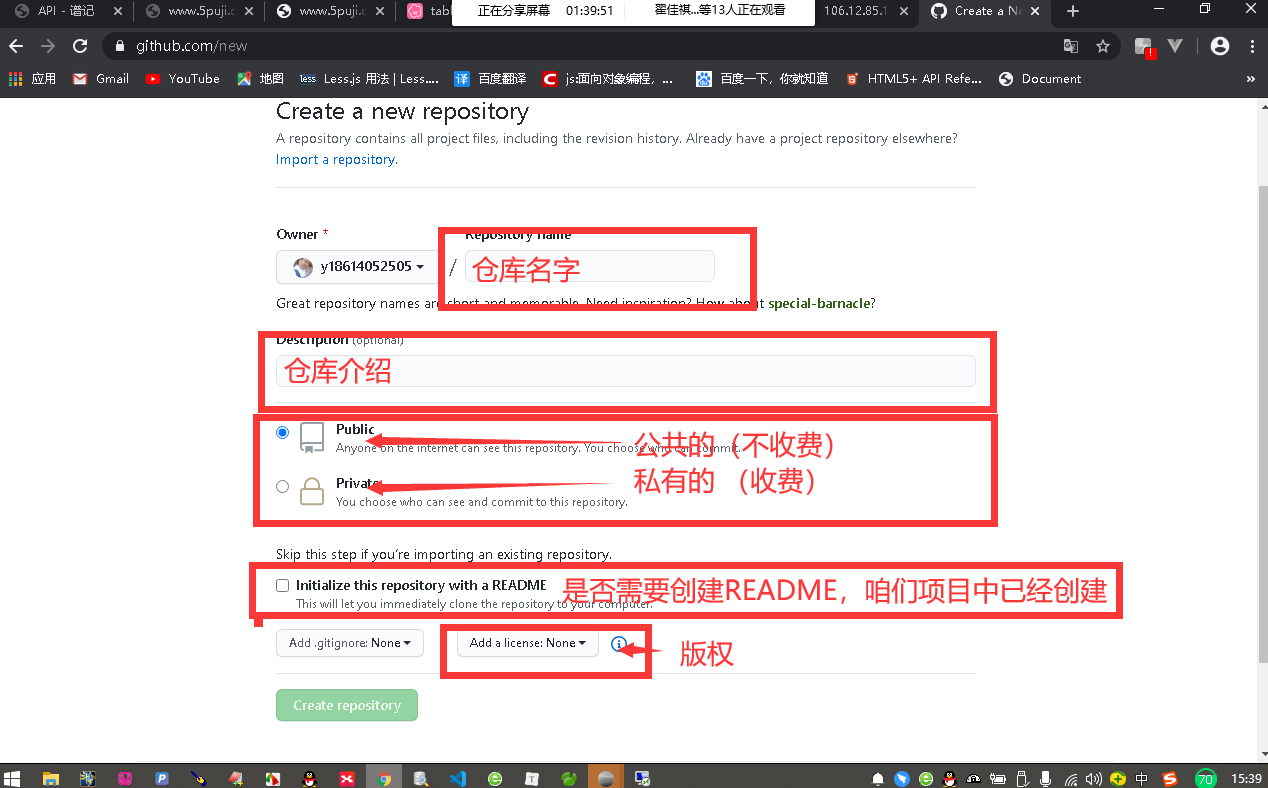 API - 谱记
www.5puji.c
www.5puji.c
tabl
正在分享屏幕 01:39:51 翟佳祺...等13人正在观看
106.12.85.1
Create a Ne
github.com/new
应用
Gmail
YouTube
地图
less Less.js 用法 | Less....
译 百度翻译
C js:面向对象编程，...
百度一下，你就知道
5 HTML5+ API Refe...
Document
»
Create a new repository
A repository contains all project files, including the revision history. Already have a project repository elsewhere?
Import a repository.
Owner *
Repository name
y18614052505
/
仓库名字
Great repository names are short and memorable. Need inspiration? How about special-barnacle?
Description (optional)
仓库介绍
Public
Anyone on the internet can see this repository. You choose who can commit.
公共的（不收费）
Private
私有的 （收费）
You choose who can see and commit to this repository.
Skip this step if you're importing an existing repository.
Initialize this repository with a README
是否需要创建README，咱们项目中已经创建
This will let you immediately clone the repository to your computer.
Add .gitignore: None
Add a license: None
版权
Create repository
中
70
15:39